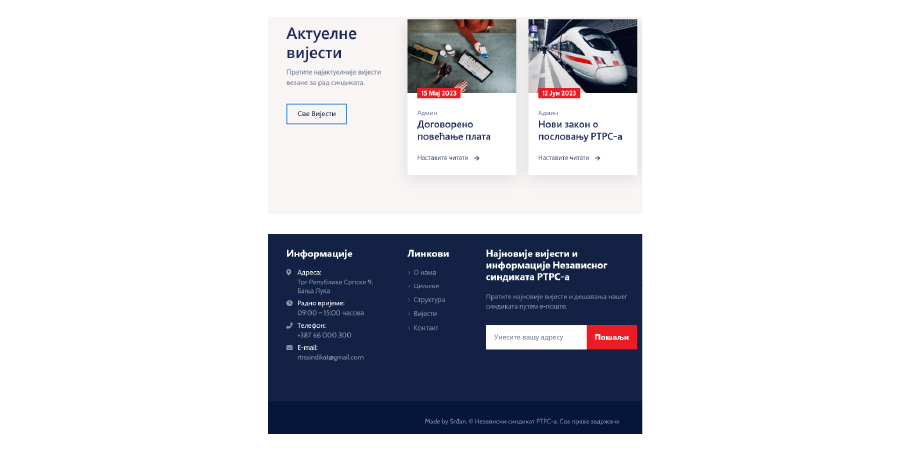 Актуелне
вијести
Пратите најактуелније вијести
везане за рад синдиката.
Све Вијести
15 Мај 2023
Админ
Договорено
повећање плата
Наставите читати
12 Јун 2023
Админ
Нови закон о
пословању РТРС-а
Наставите читати
Информације
Адреса:
Трг Републике Српске 9,
Бања Лука
Радно вријеме:
09:00 – 15:00 часова
Телефон:
+387 66 000 300
E-mail:
rtrssindikat@gmail.com
Линкови
О нама
Циљеви
Структура
Вијести
Контакт
Најновије вијести и
информације Независног
синдиката РТРС-а
Пратите најновије вијести и дешавања нашег
синдиката путем е-поште.
Унесите вашу адресу
Пошаљи
Made by Srđan. © Независни синдикат РТРС-а. Сва права задржана